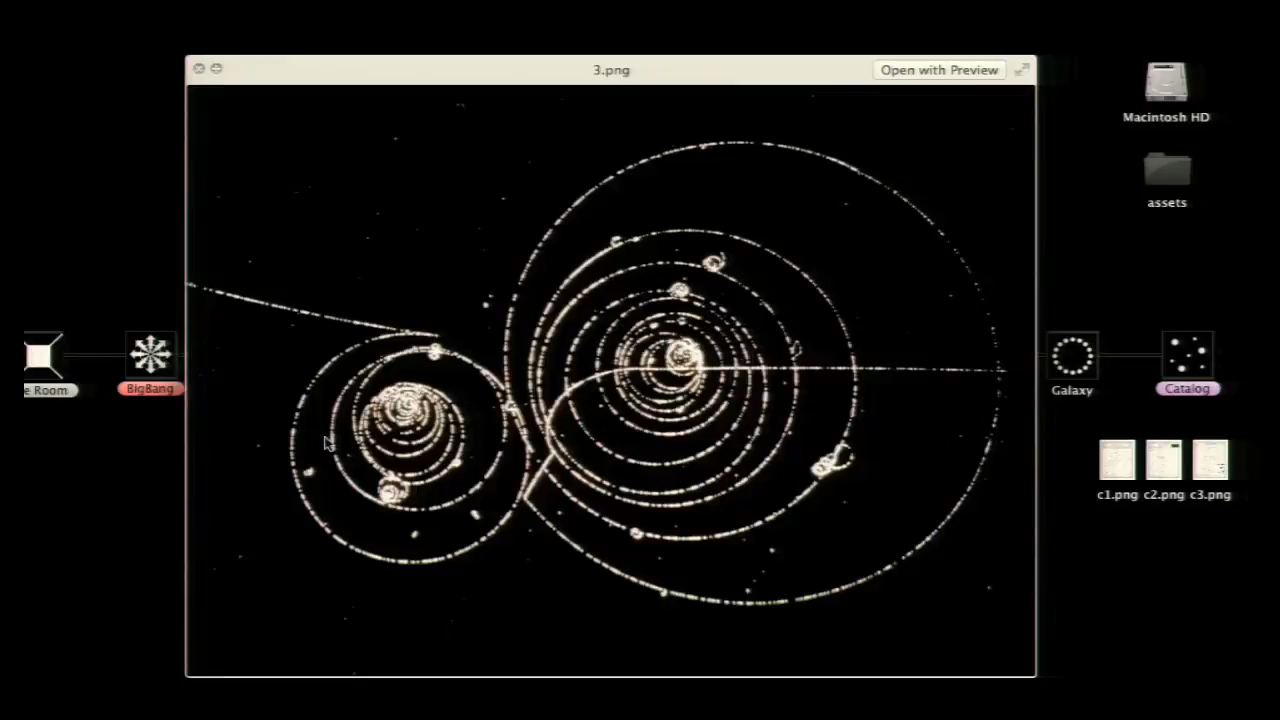 3.png
Open with Preview
Macintosh HD
assets
e Room
BigBang
Galaxy
Catalog
c1.png c2.png c3.png